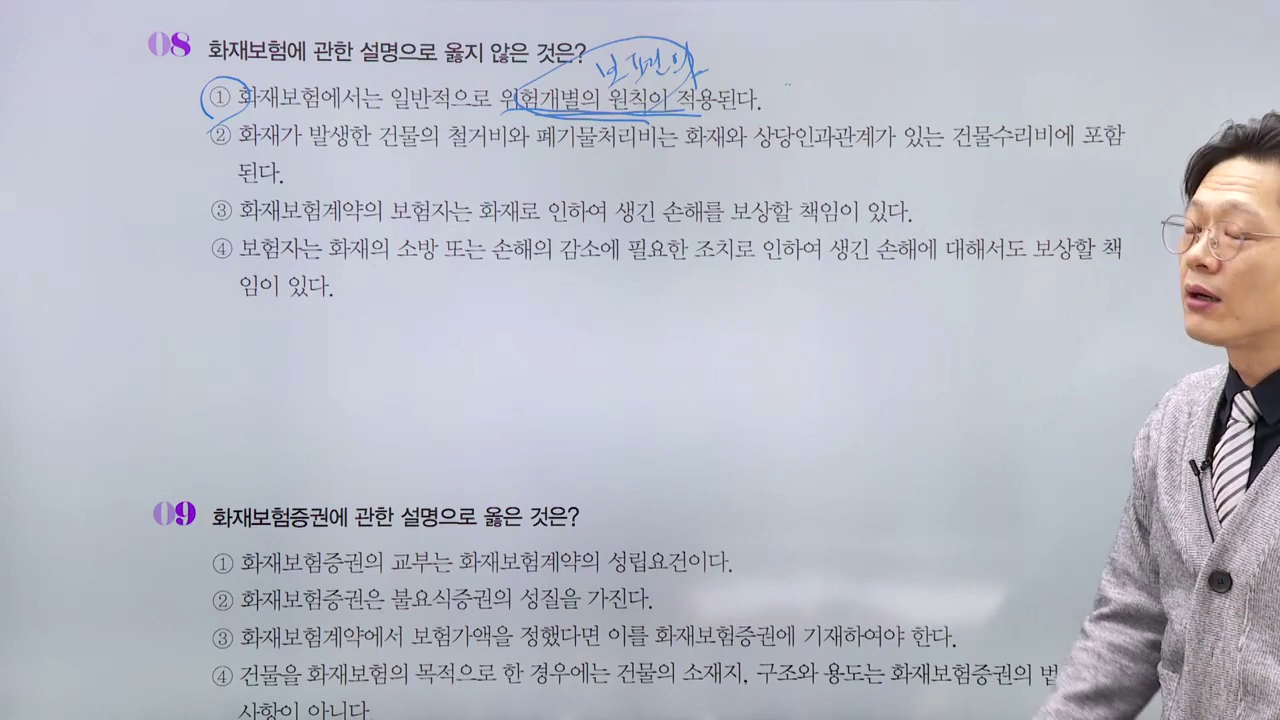 08 화재보험에 관한 설명으로 옳지 않은 것은?
보편의
① 화재보험에서는 일반적으로 위험개별의 원칙이 적용된다.
② 화재가 발생한 건물의 철거비와 폐기물처리비는 화재와 상당인과관계가 있는 건물수리비에 포함
된다.
③ 화재보험계약의 보험자는 화재로 인하여 생긴 손해를 보상할 책임이 있다.
④ 보험자는 화재의 소방 또는 손해의 감소에 필요한 조치로 인하여 생긴 손해에 대해서도 보상할 책
임이 있다.
09 화재보험증권에 관한 설명으로 옳은 것은?
① 화재보험증권의 교부는 화재보험계약의 성립요건이다.
② 화재보험증권은 불요식증권의 성질을 가진다.
③ 화재보험계약에서 보험가액을 정했다면 이를 화재보험증권에 기재하여야 한다.
④ 건물을 화재보험의 목적으로 한 경우에는 건물의 소재지, 구조와 용도는 화재보험증권의
사항이 아니다.